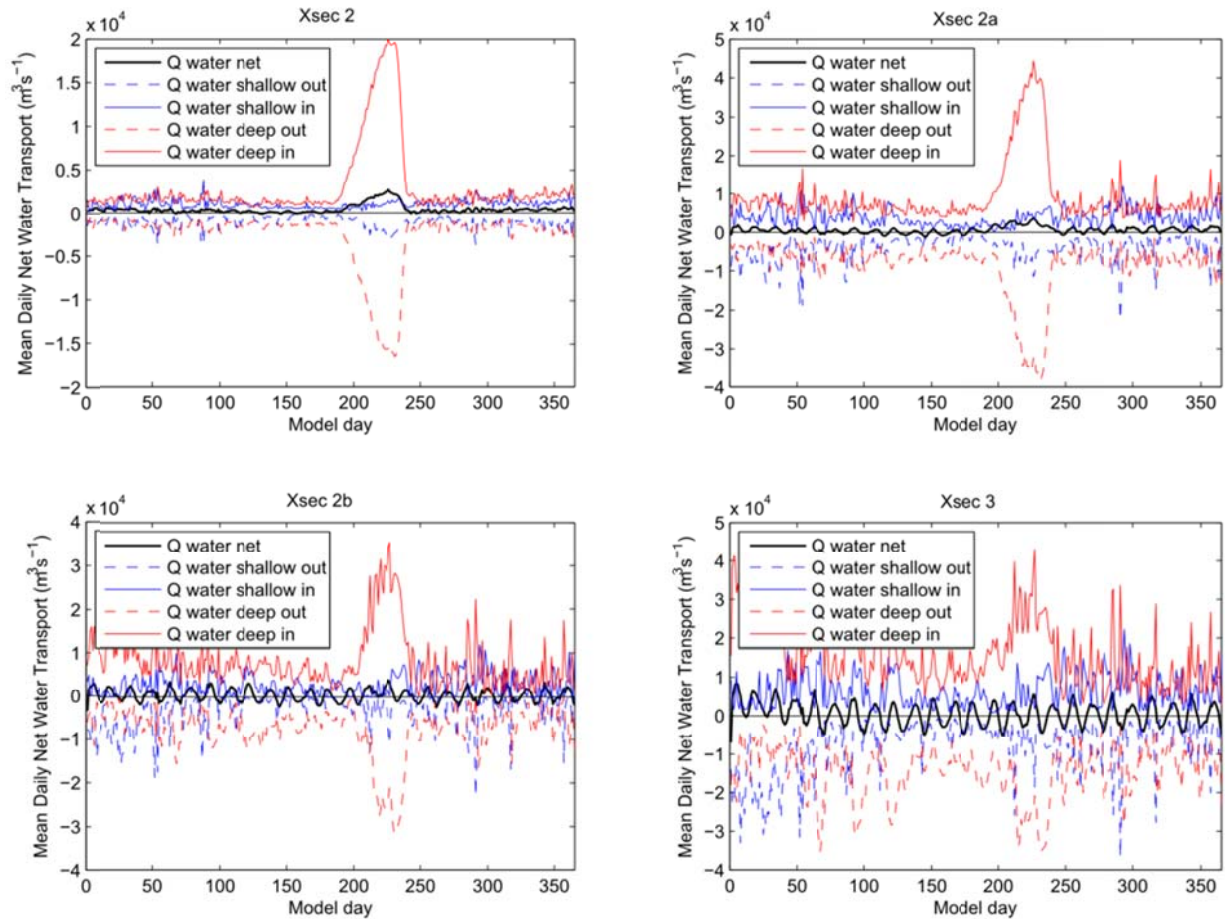 Xsec 2
x 10⁴
Mean Daily Net Water Transport (m³s⁻¹)
2
1.5
1
0.5
0
−0.5
−1
−1.5
−2
Q water net
Q water shallow out
Q water shallow in
Q water deep out
Q water deep in
0 50 100 150 200 250 300 350
Model day
Xsec 2a
x 10⁴
Mean Daily Net Water Transport (m³s⁻¹)
5
4
3
2
1
0
−1
−2
−3
−4
Q water net
Q water shallow out
Q water shallow in
Q water deep out
Q water deep in
0 50 100 150 200 250 300 350
Model day
Xsec 2b
x 10⁴
Mean Daily Net Water Transport (m³s⁻¹)
4
3
2
1
0
−1
−2
−3
−4
Q water net
Q water shallow out
Q water shallow in
Q water deep out
Q water deep in
0 50 100 150 200 250 300 350
Model day
Xsec 3
x 10⁴
Mean Daily Net Water Transport (m³s⁻¹)
5
4
3
2
1
0
−1
−2
−3
−4
Q water net
Q water shallow out
Q water shallow in
Q water deep out
Q water deep in
0 50 100 150 200 250 300 350
Model day